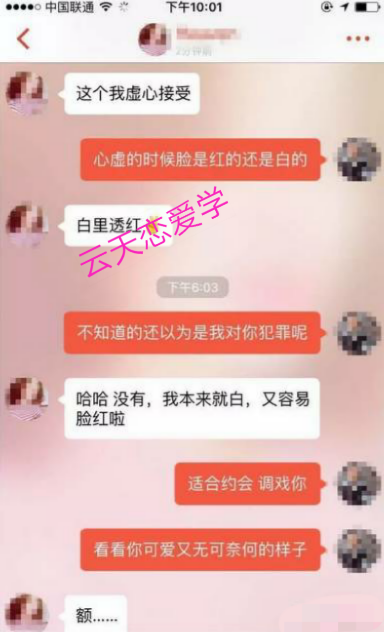 中国联通 下午10:01
2分钟前
这个我虚心接受
心虚的时候脸是红的还是白的
白里透红
云天恋爱学
下午6:03
不知道的还以为是我对你犯罪呢
哈哈 没有，我本来就白，又容易
脸红啦
适合约会 调戏你
看看你可爱又无可奈何的样子
额......